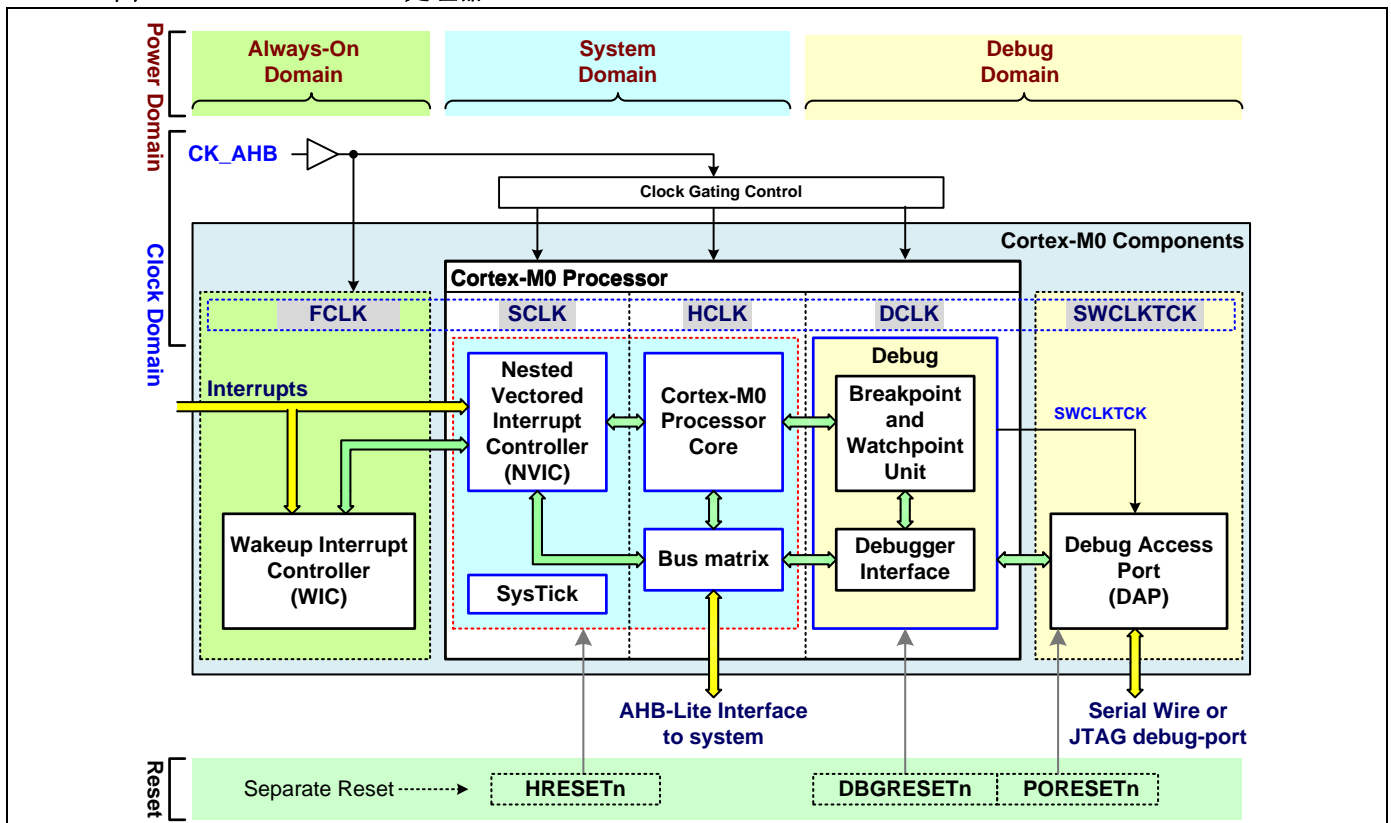 Power Domain
Always-On
Domain
System
Domain
Debug
Domain
Clock Domain
CK_AHB
Clock Gating Control
Cortex-M0 Components
Cortex-M0 Processor
FCLK
SCLK
HCLK
DCLK
SWCLKTCK
Interrupts
Nested
Vectored
Interrupt
Controller
(NVIC)
Cortex-M0
Processor
Core
Debug
Breakpoint
and
Watchpoint
Unit
SWCLKTCK
Wakeup Interrupt
Controller
(WIC)
SysTick
Bus matrix
Debugger
Interface
Debug Access
Port
(DAP)
AHB-Lite Interface
to system
Serial Wire or
JTAG debug-port
Reset
Separate Reset
HRESETn
DBGRESETn
PORESETn